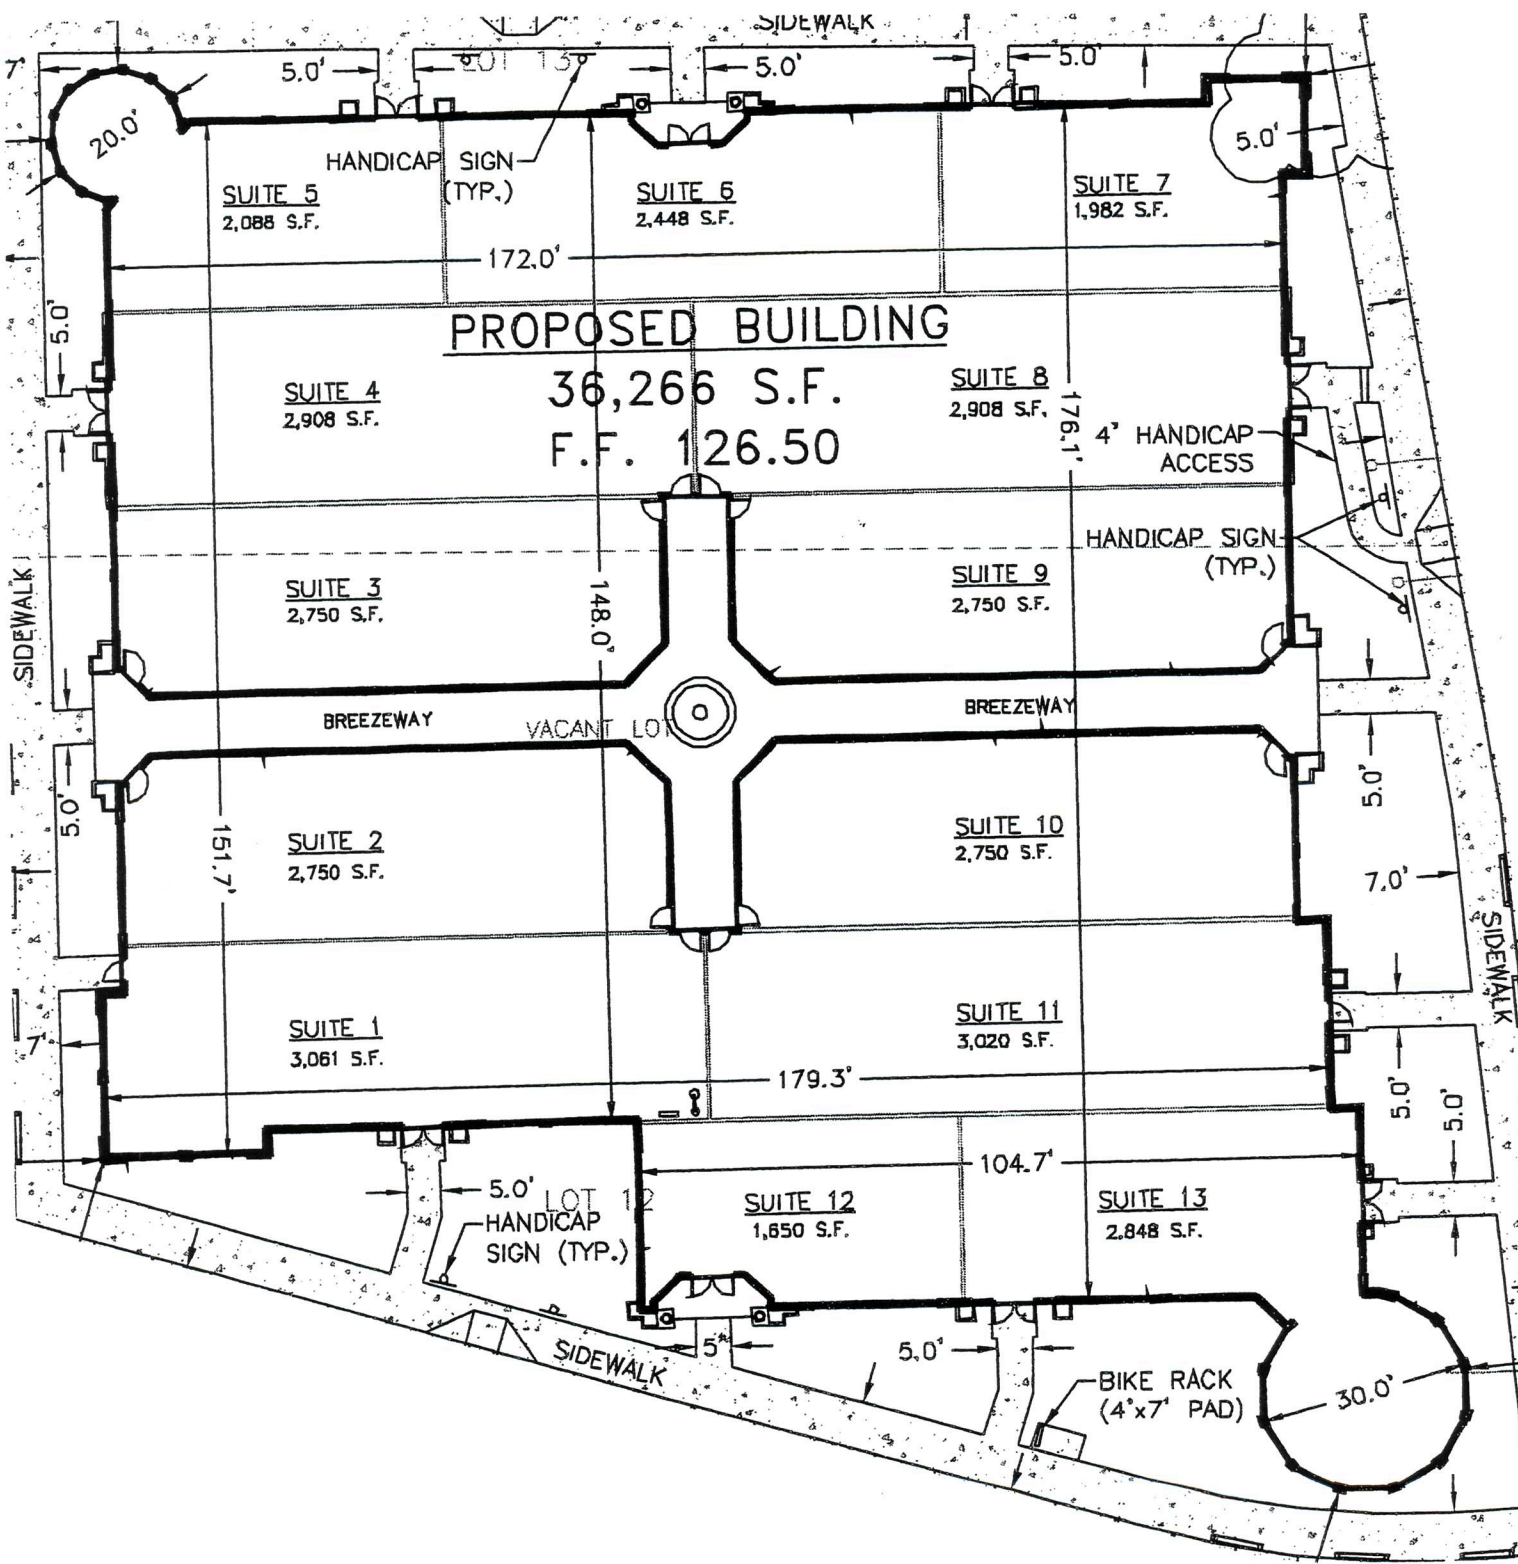 SIDEWALK
7'
5.0'
LOT 13
5.0'
5.0'
20.0'
5.0'
HANDICAP SIGN
(TYP.)
SUITE 5
2,088 S.F.
SUITE 6
2,448 S.F.
SUITE 7
1,982 S.F.
172.0'
5.0'
PROPOSED BUILDING
36,266 S.F.
F.F. 126.50
SUITE 4
2,908 S.F.
SUITE 8
2,908 S.F.
176.1'
4' HANDICAP
ACCESS
HANDICAP SIGN
(TYP.)
SIDEWALK
SUITE 3
2,750 S.F.
148.0'
SUITE 9
2,750 S.F.
BREEZEWAY
VACANT LOT
BREEZEWAY
5.0'
5.0'
151.7'
SUITE 2
2,750 S.F.
SUITE 10
2,750 S.F.
7.0'
SIDEWALK
7'
SUITE 1
3,061 S.F.
SUITE 11
3,020 S.F.
179.3'
5.0'
5.0'
104.7'
5.0'
LOT 12
HANDICAP
SIGN (TYP.)
SUITE 12
1,650 S.F.
SUITE 13
2,848 S.F.
SIDEWALK
5'
5.0'
BIKE RACK
(4'x7' PAD)
30.0'